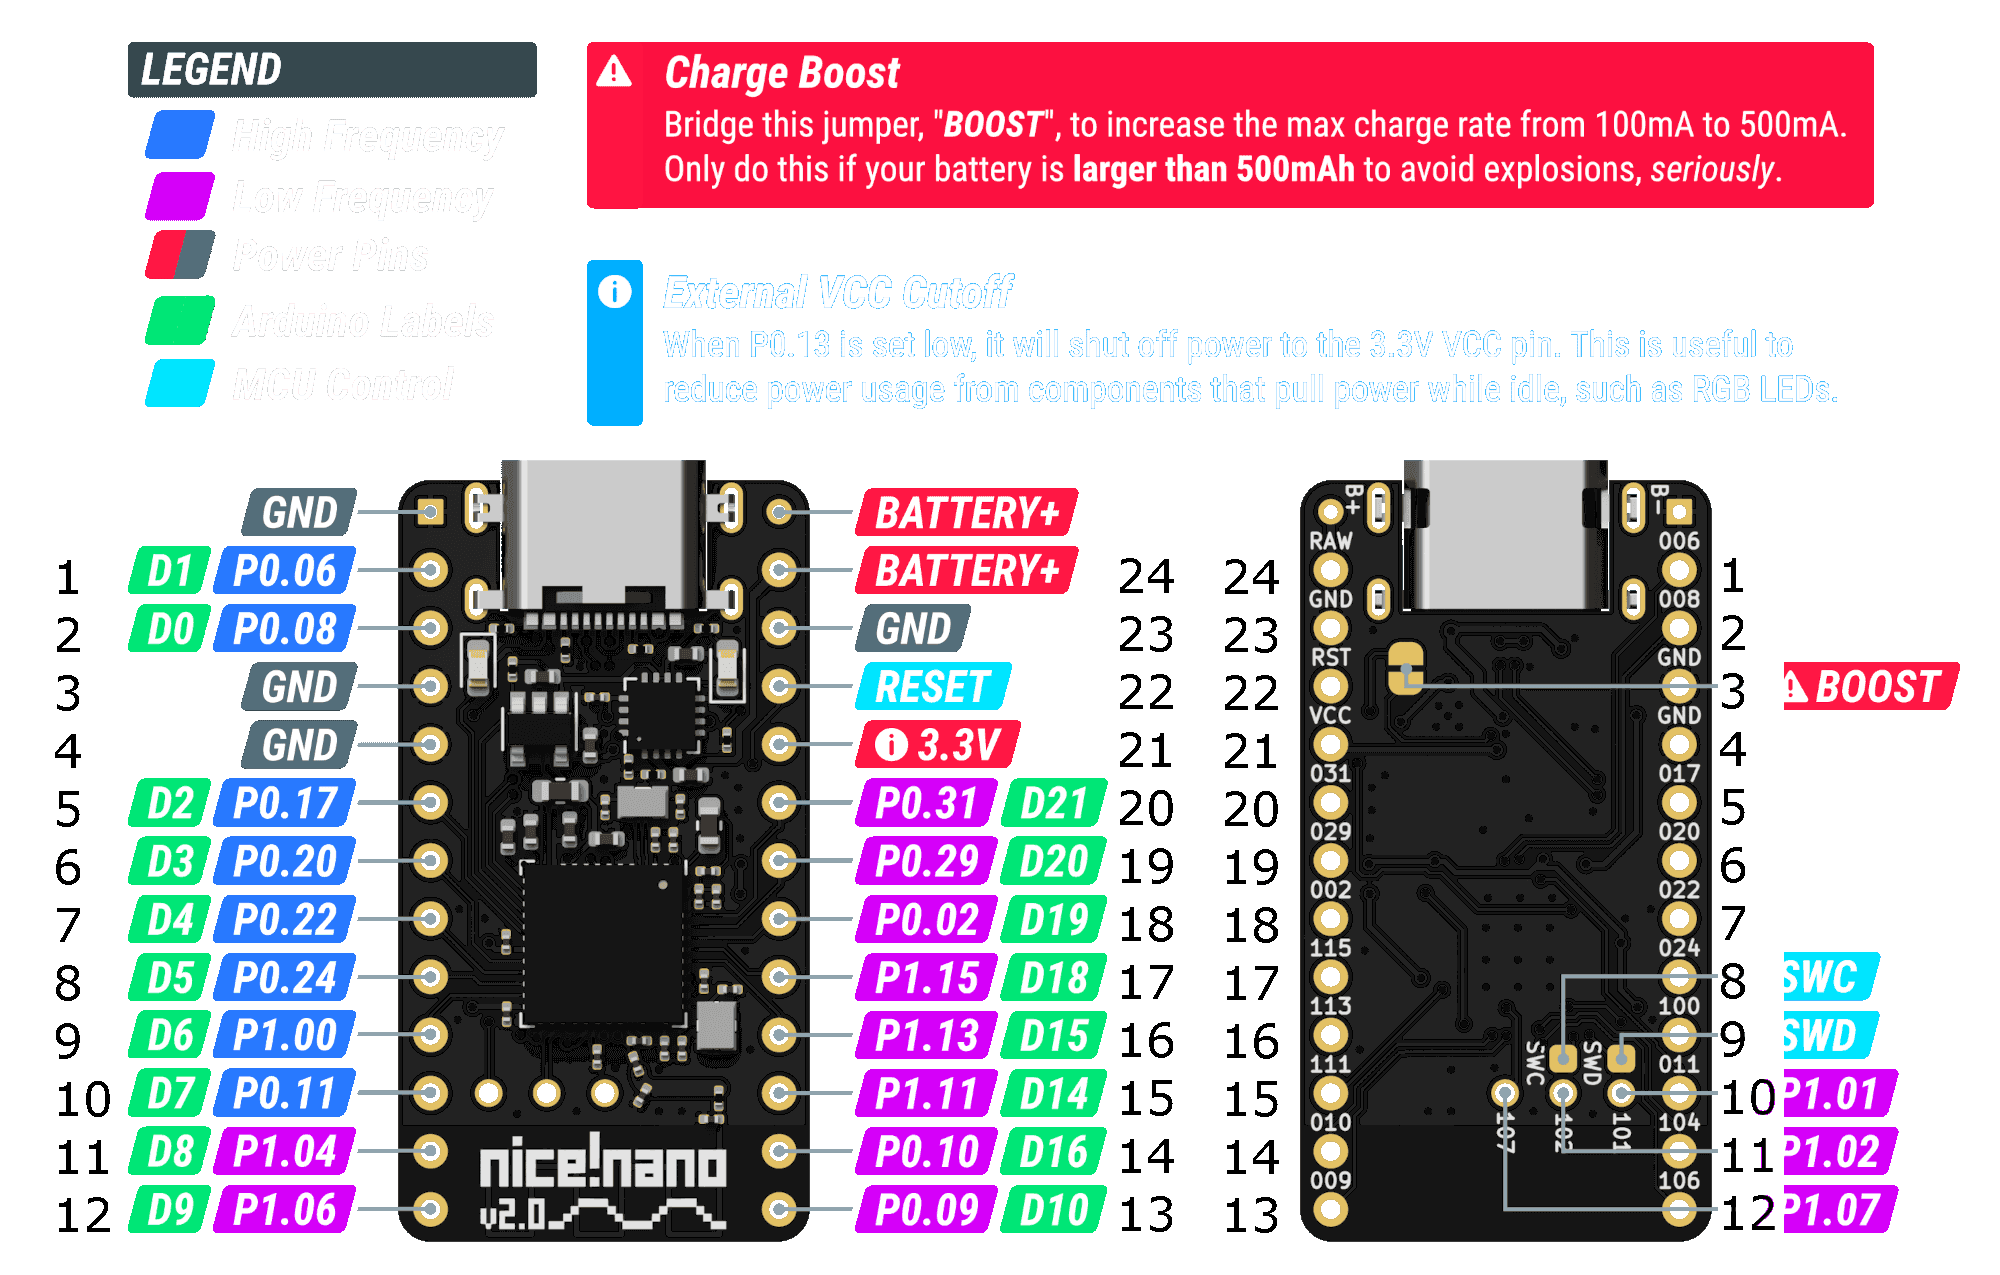 LEGEND
High Frequency
Low Frequency
Power Pins
Arduino Labels
MCU Control
Charge Boost
Bridge this jumper, "BOOST", to increase the max charge rate from 100mA to 500mA.
Only do this if your battery is larger than 500mAh to avoid explosions, seriously.
External VCC Cutoff
When P0.13 is set low, it will shut off power to the 3.3V VCC pin. This is useful to
reduce power usage from components that pull power while idle, such as RGB LEDs.
GND
1 D1 P0.06
2 D0 P0.08
3 GND
4 GND
5 D2 P0.17
6 D3 P0.20
7 D4 P0.22
8 D5 P0.24
9 D6 P1.00
10 D7 P0.11
11 D8 P1.04
12 D9 P1.06
nice!nano
v2.0
BATTERY+
BATTERY+ 24
GND 23
RESET 22
3.3V 21
P0.31 D21 20
P0.29 D20 19
P0.02 D19 18
P1.15 D18 17
P1.13 D15 16
P1.11 D14 15
P0.10 D16 14
P0.09 D10 13
24
23
22
21
20
19
18
17
16
15
14
13
B+
RAW
GND
RST
VCC
031
029
002
115
113
111
010
009
B-
006
008
GND
GND
017
020
022
024
100
011
104
106
SWC
SWD
107
102
101
1
2
3 BOOST
4
5
6
7
8 SWC
9 SWD
10 P1.01
11 P1.02
12 P1.07